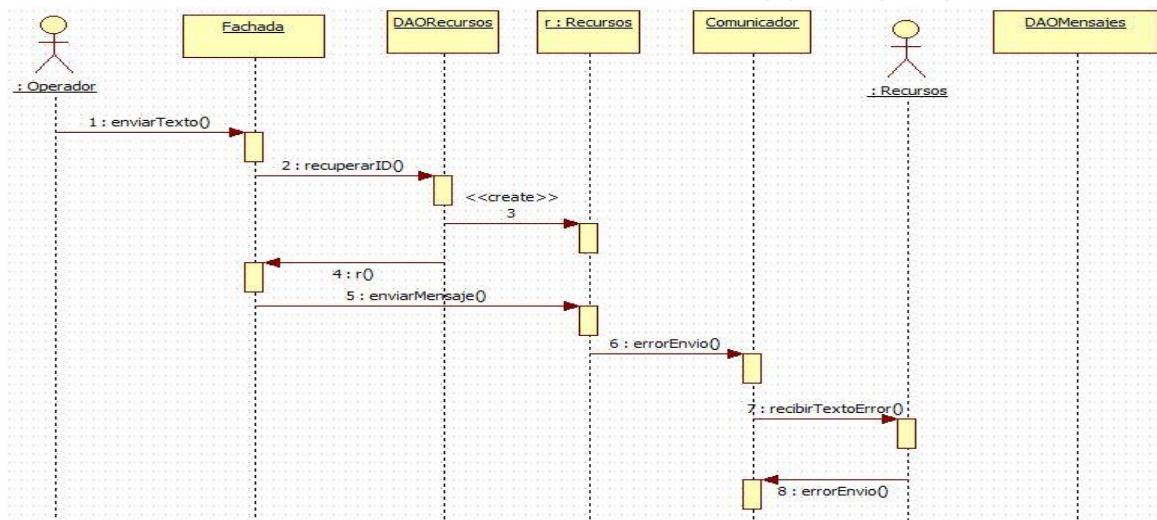 Fachada
DAORecursos
r : Recursos
Comunicador
DAOMensajes
: Operador
: Recursos
1 : enviarTexto()
2 : recuperarID()
<<create>>
3
4 : r()
5 : enviarMensaje()
6 : errorEnvio()
7 : recibirTextoError()
8 : errorEnvio()